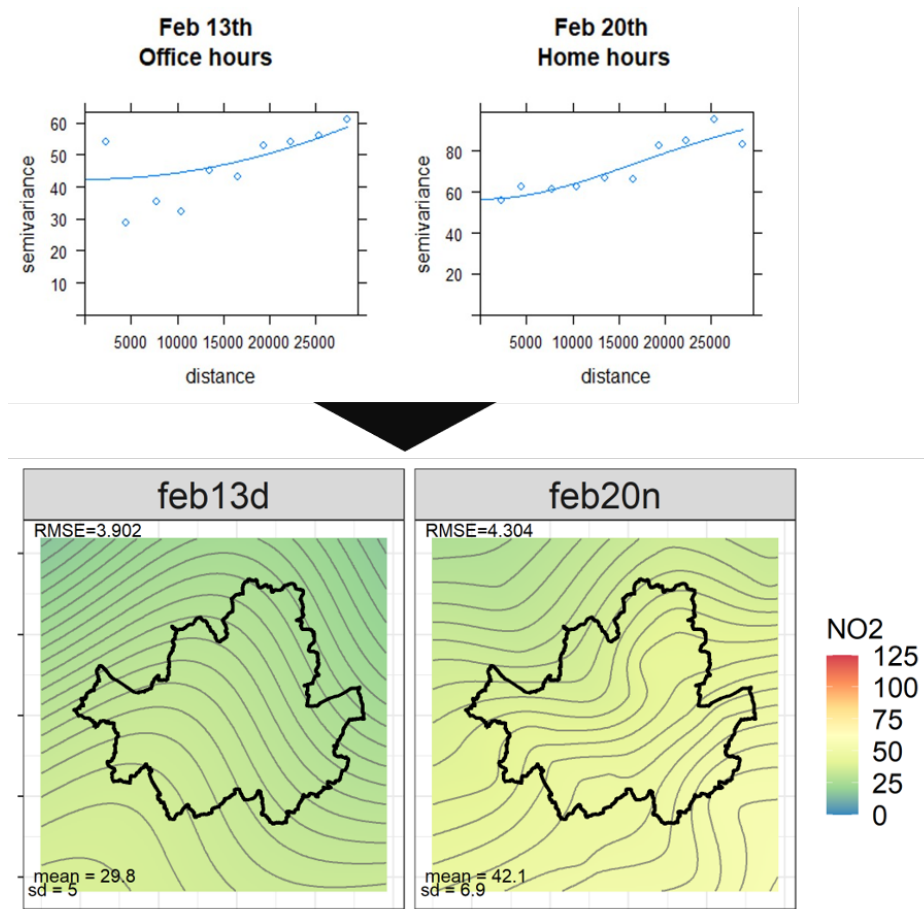 Feb 13th
Office hours
Feb 20th
Home hours
semivariance
60
50
40
30
20
10
5000 10000 15000 20000 25000
distance
semivariance
80
60
40
20
5000 10000 15000 20000 25000
distance
feb13d
RMSE=3.902
mean = 29.8
sd = 5
feb20n
RMSE=4.304
mean = 42.1
sd = 6.9
NO2
125
100
75
50
25
0